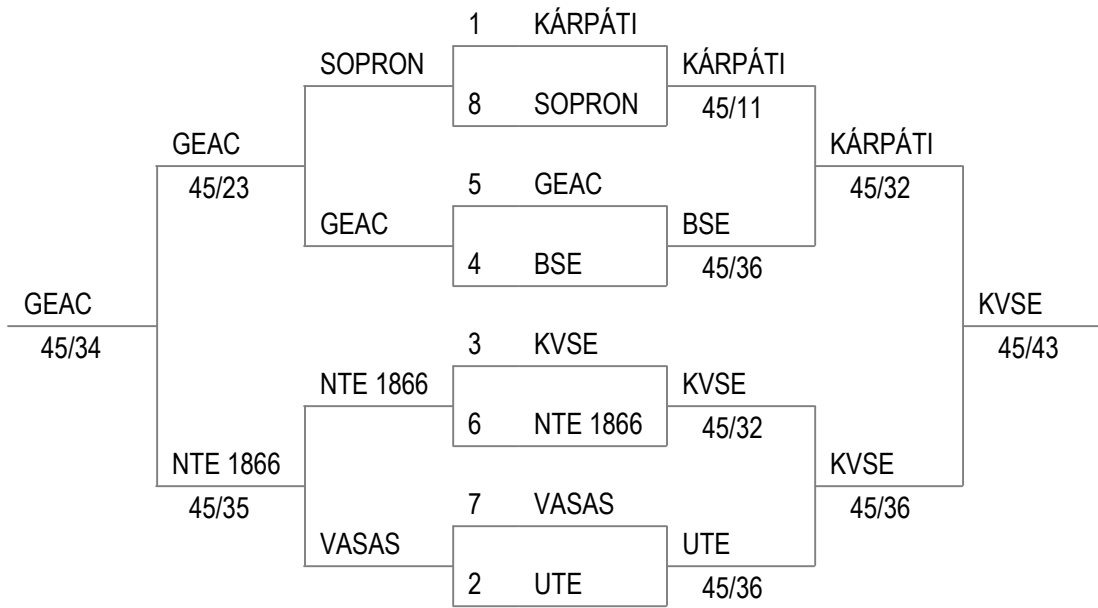 1 KÁRPÁTI
SOPRON KÁRPÁTI
8 SOPRON 45/11
GEAC KÁRPÁTI
45/23 5 GEAC 45/32
GEAC BSE
4 BSE 45/36
GEAC KVSE
45/34 3 KVSE 45/43
NTE 1866 KVSE
6 NTE 1866 45/32
NTE 1866 KVSE
45/35 7 VASAS 45/36
VASAS UTE
2 UTE 45/36